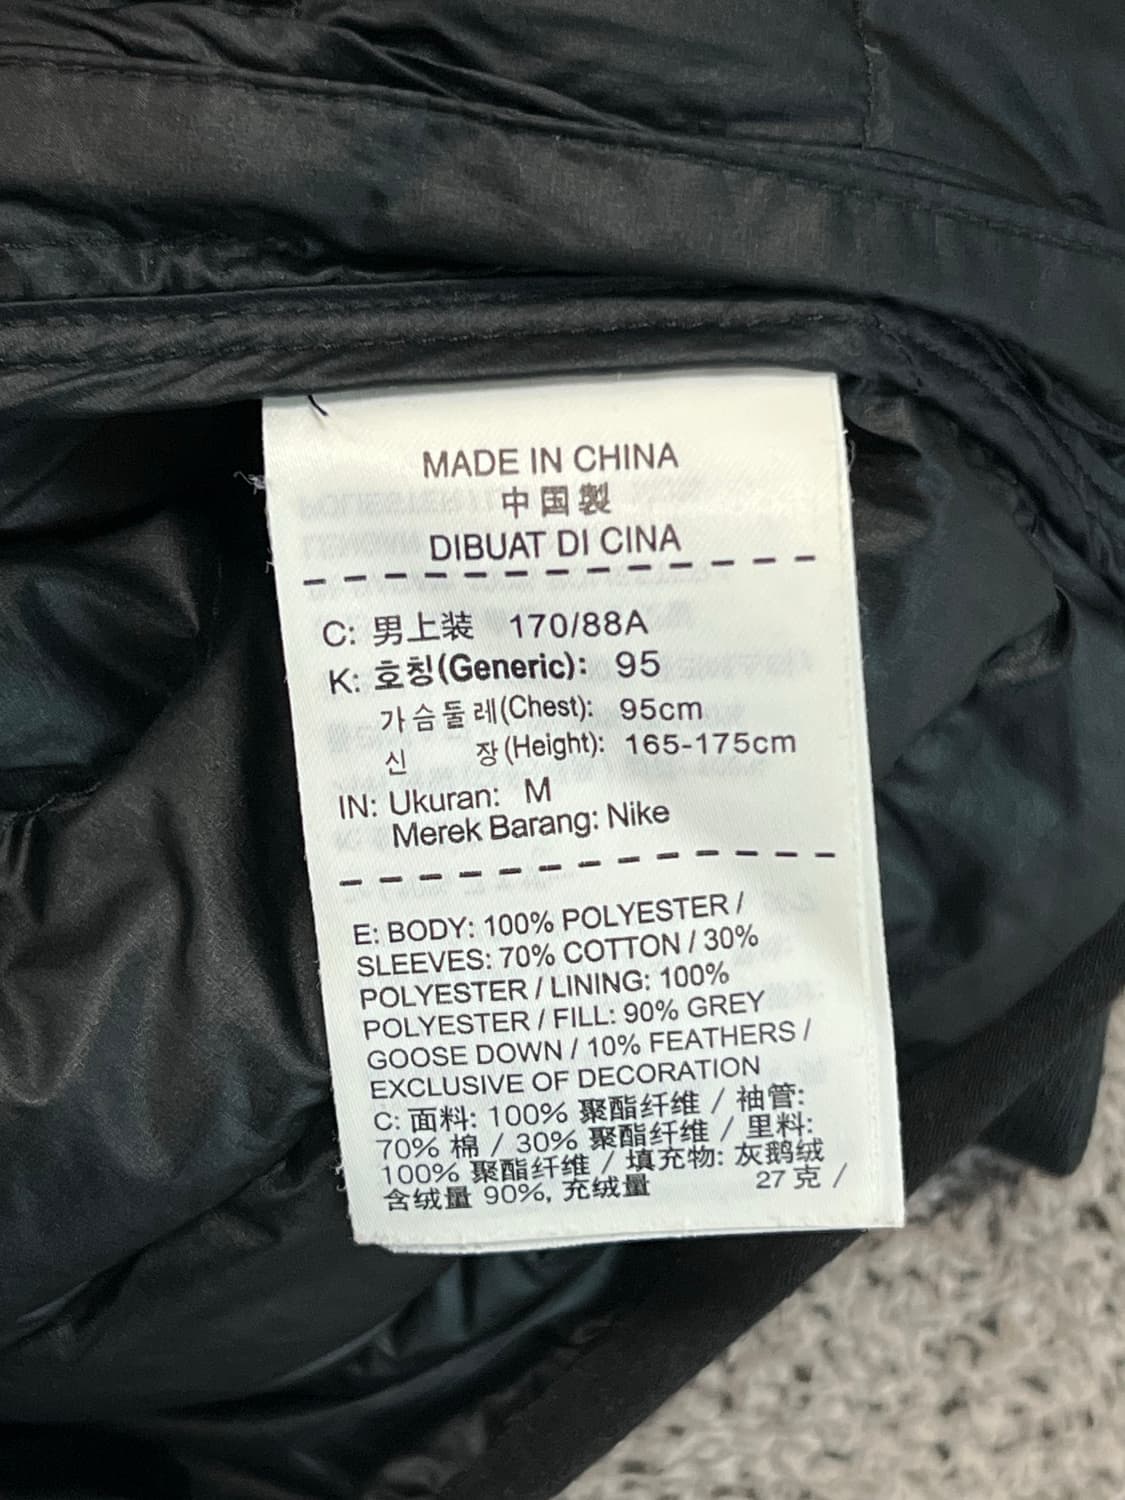 MADE IN CHINA
中国製
DIBUAT DI CINA
C: 男上装 170/88A
K: 호칭(Generic): 95
가슴둘레(Chest): 95cm
신 장(Height): 165-175cm
IN: Ukuran: M
Merek Barang: Nike
E: BODY: 100% POLYESTER /
SLEEVES: 70% COTTON / 30%
POLYESTER / LINING: 100%
POLYESTER / FILL: 90% GREY
GOOSE DOWN / 10% FEATHERS /
EXCLUSIVE OF DECORATION
C: 面料: 100% 聚酯纤维 / 袖管:
70% 棉 / 30% 聚酯纤维 / 里料:
100% 聚酯纤维 / 填充物: 灰鹅绒
含绒量 90%, 充绒量 27 克 /